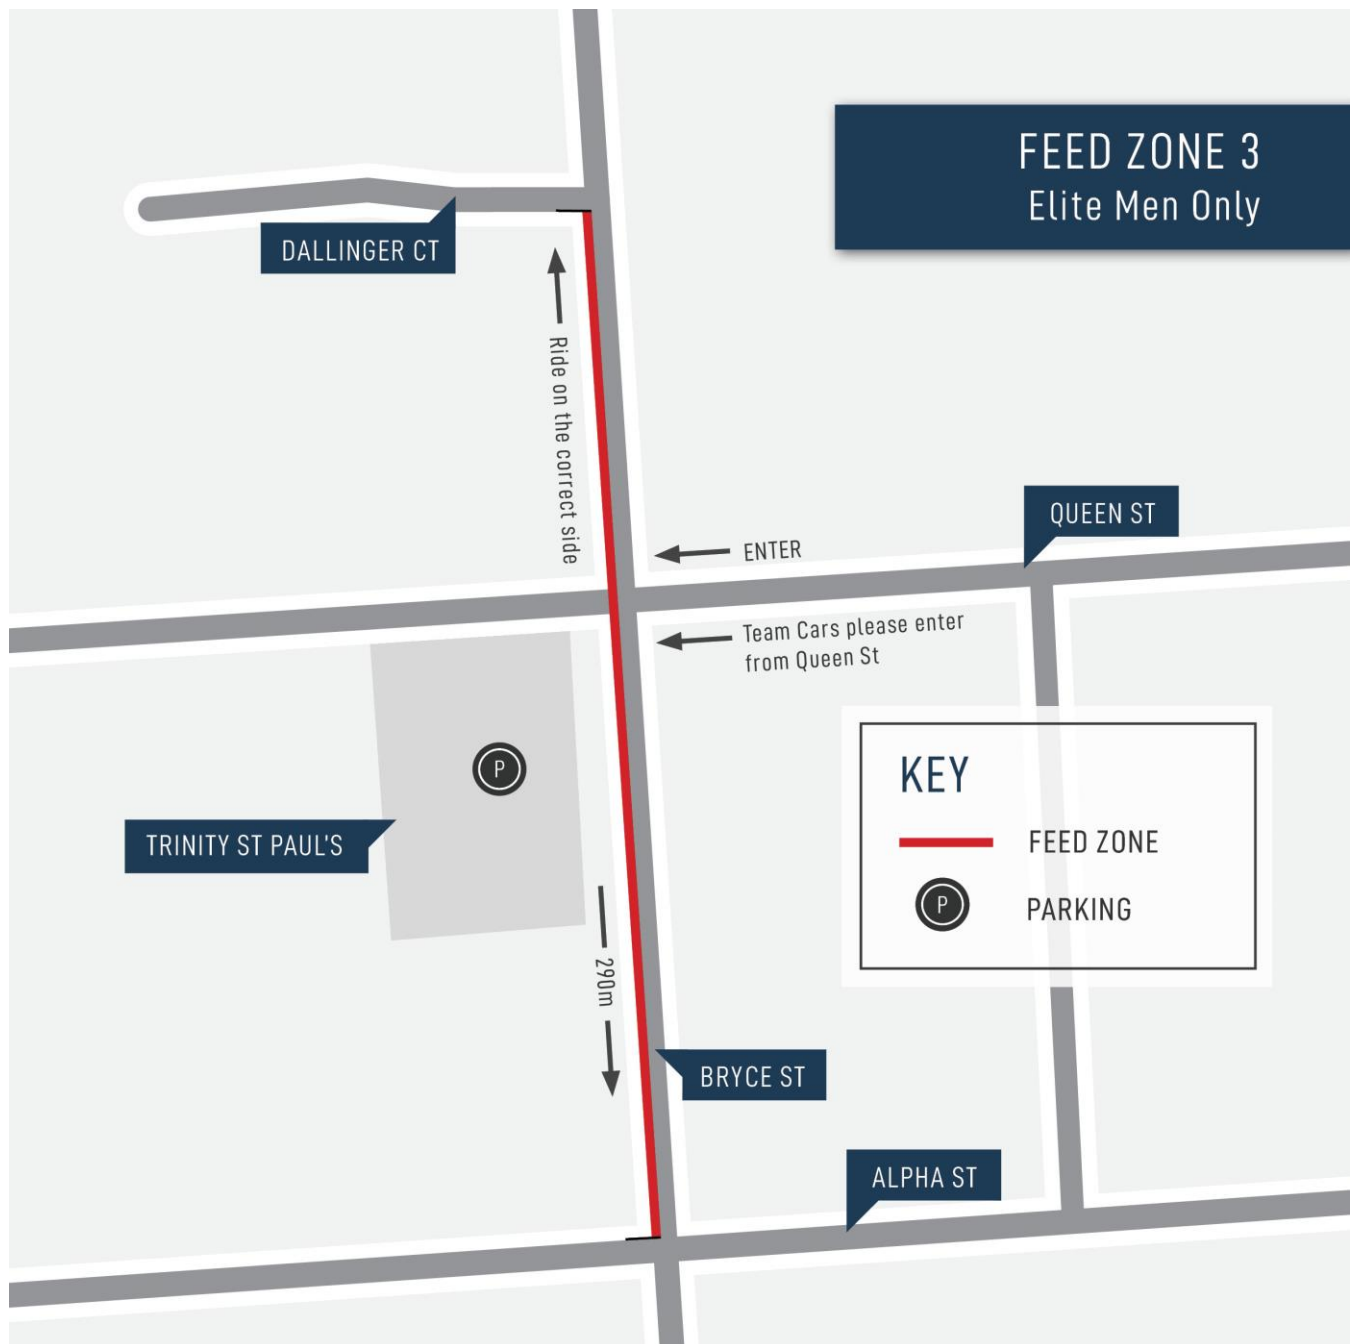 FEED ZONE 3
Elite Men Only
DALLINGER CT
Ride on the correct side
QUEEN ST
ENTER
Team Cars please enter
from Queen St
KEY
FEED ZONE
P
PARKING
P
TRINITY ST PAUL'S
290m
BRYCE ST
ALPHA ST